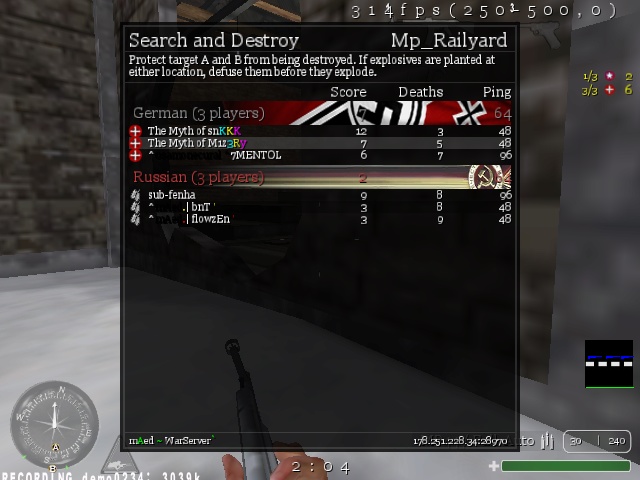 314fps(250-500,0)
Search and Destroy Mp_Railyard
Protect target A and B from being destroyed. If explosives are planted at
either location, defuse them before they explode.
Score Deaths Ping
1/3 2
3/3 6
German (3 players) 7 64
The Myth of snKKK 12 3 48
The Myth of M1z3Ry 7 5 48
^ 7MENTOL 6 7 96
Russian (3 players) 2
sub-fenha 9 8 96
^ .| bnT ' 3 8 48
^ .| flowzEn 3 9 48
N
A
B
mAed ~ WarServer 178.251.228.34:28970
30 | 240
2:04
RECORDING demo0234: 3039k